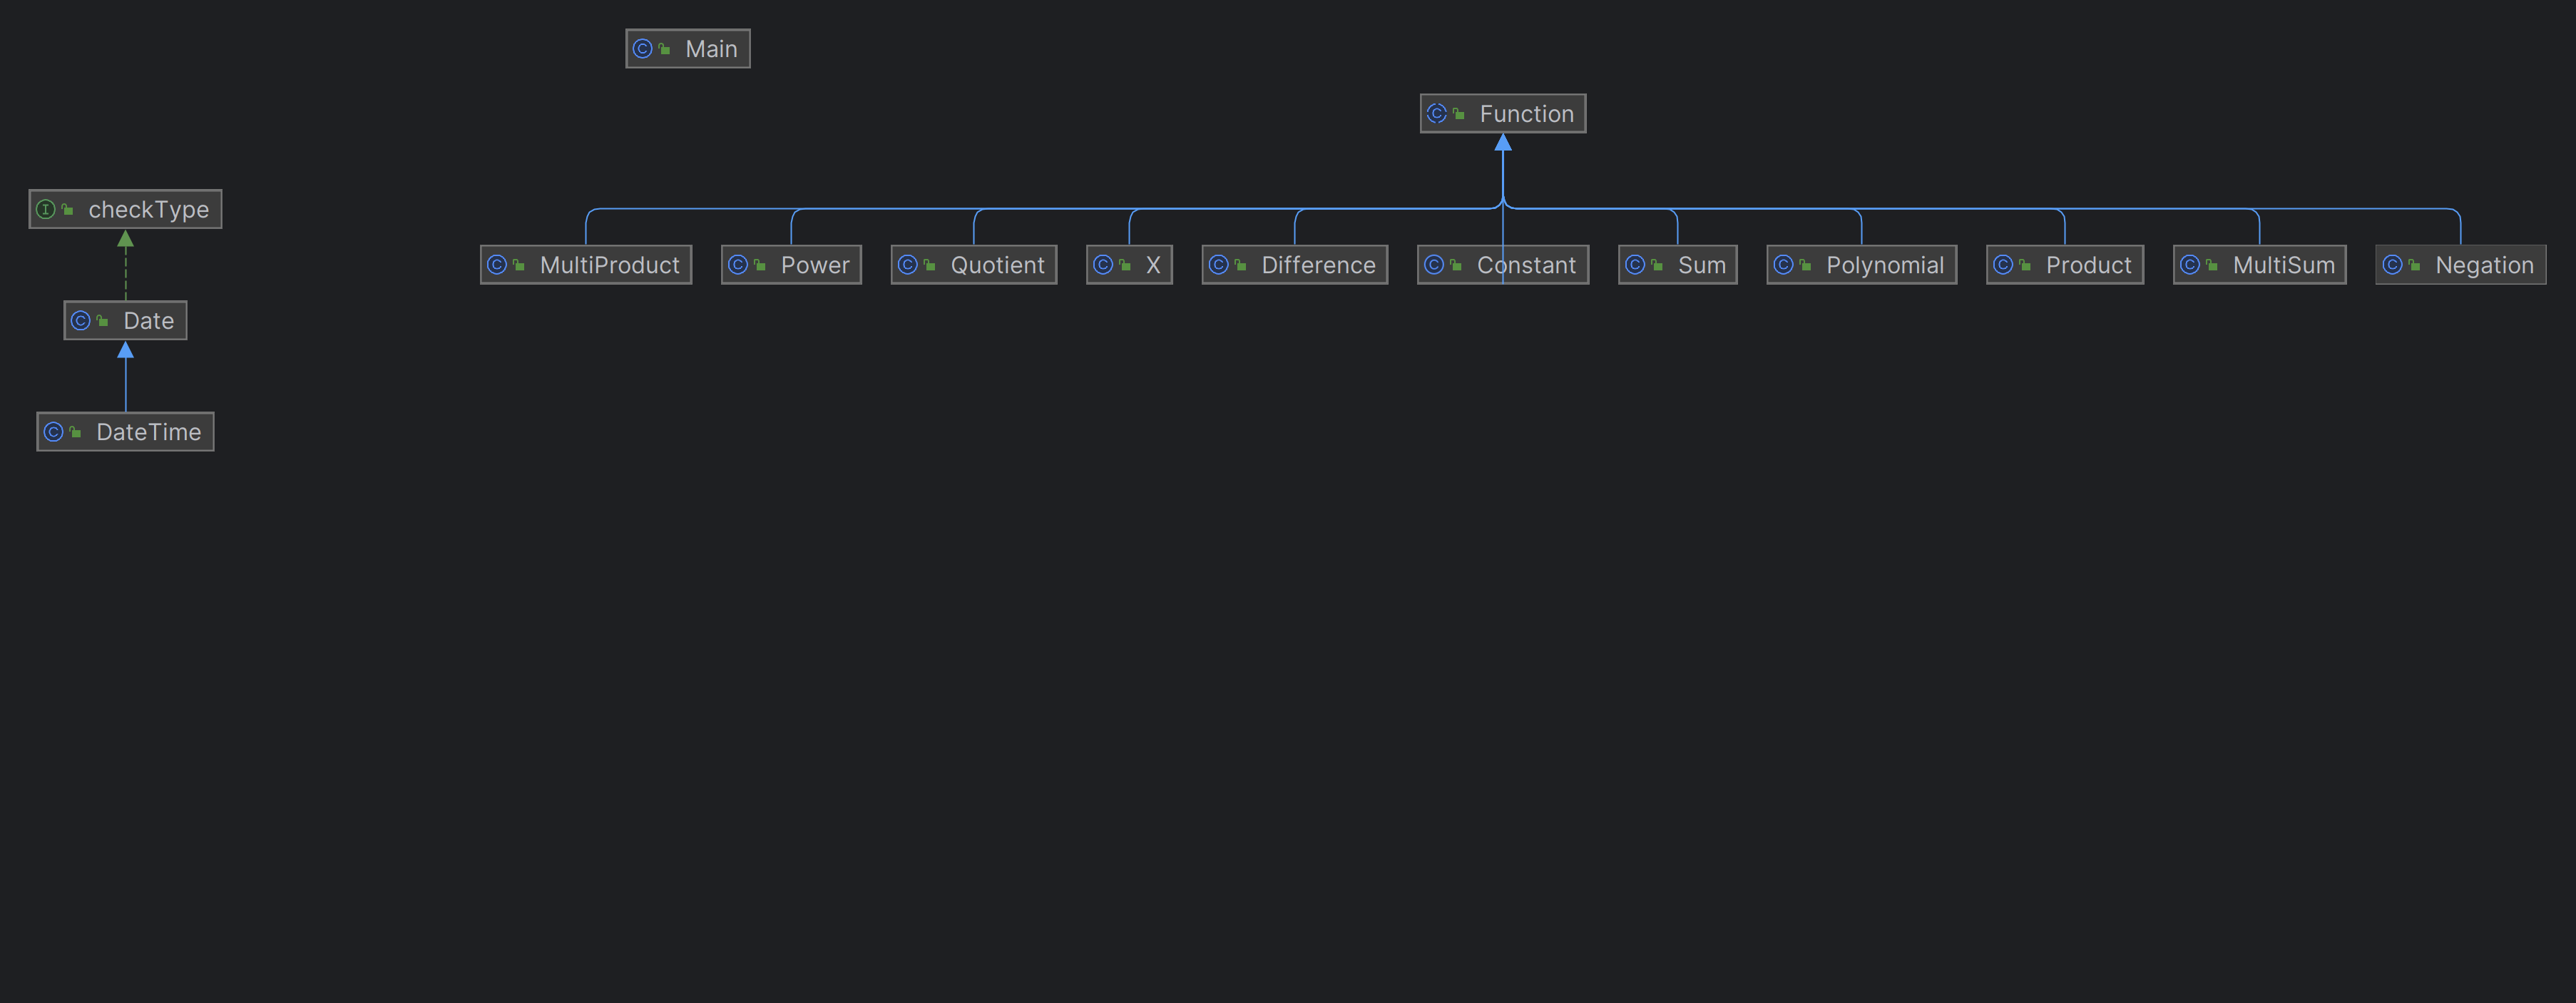 Main
Function
checkType
MultiProduct
Power
Quotient
X
Difference
Constant
Sum
Polynomial
Product
MultiSum
Negation
Date
DateTime